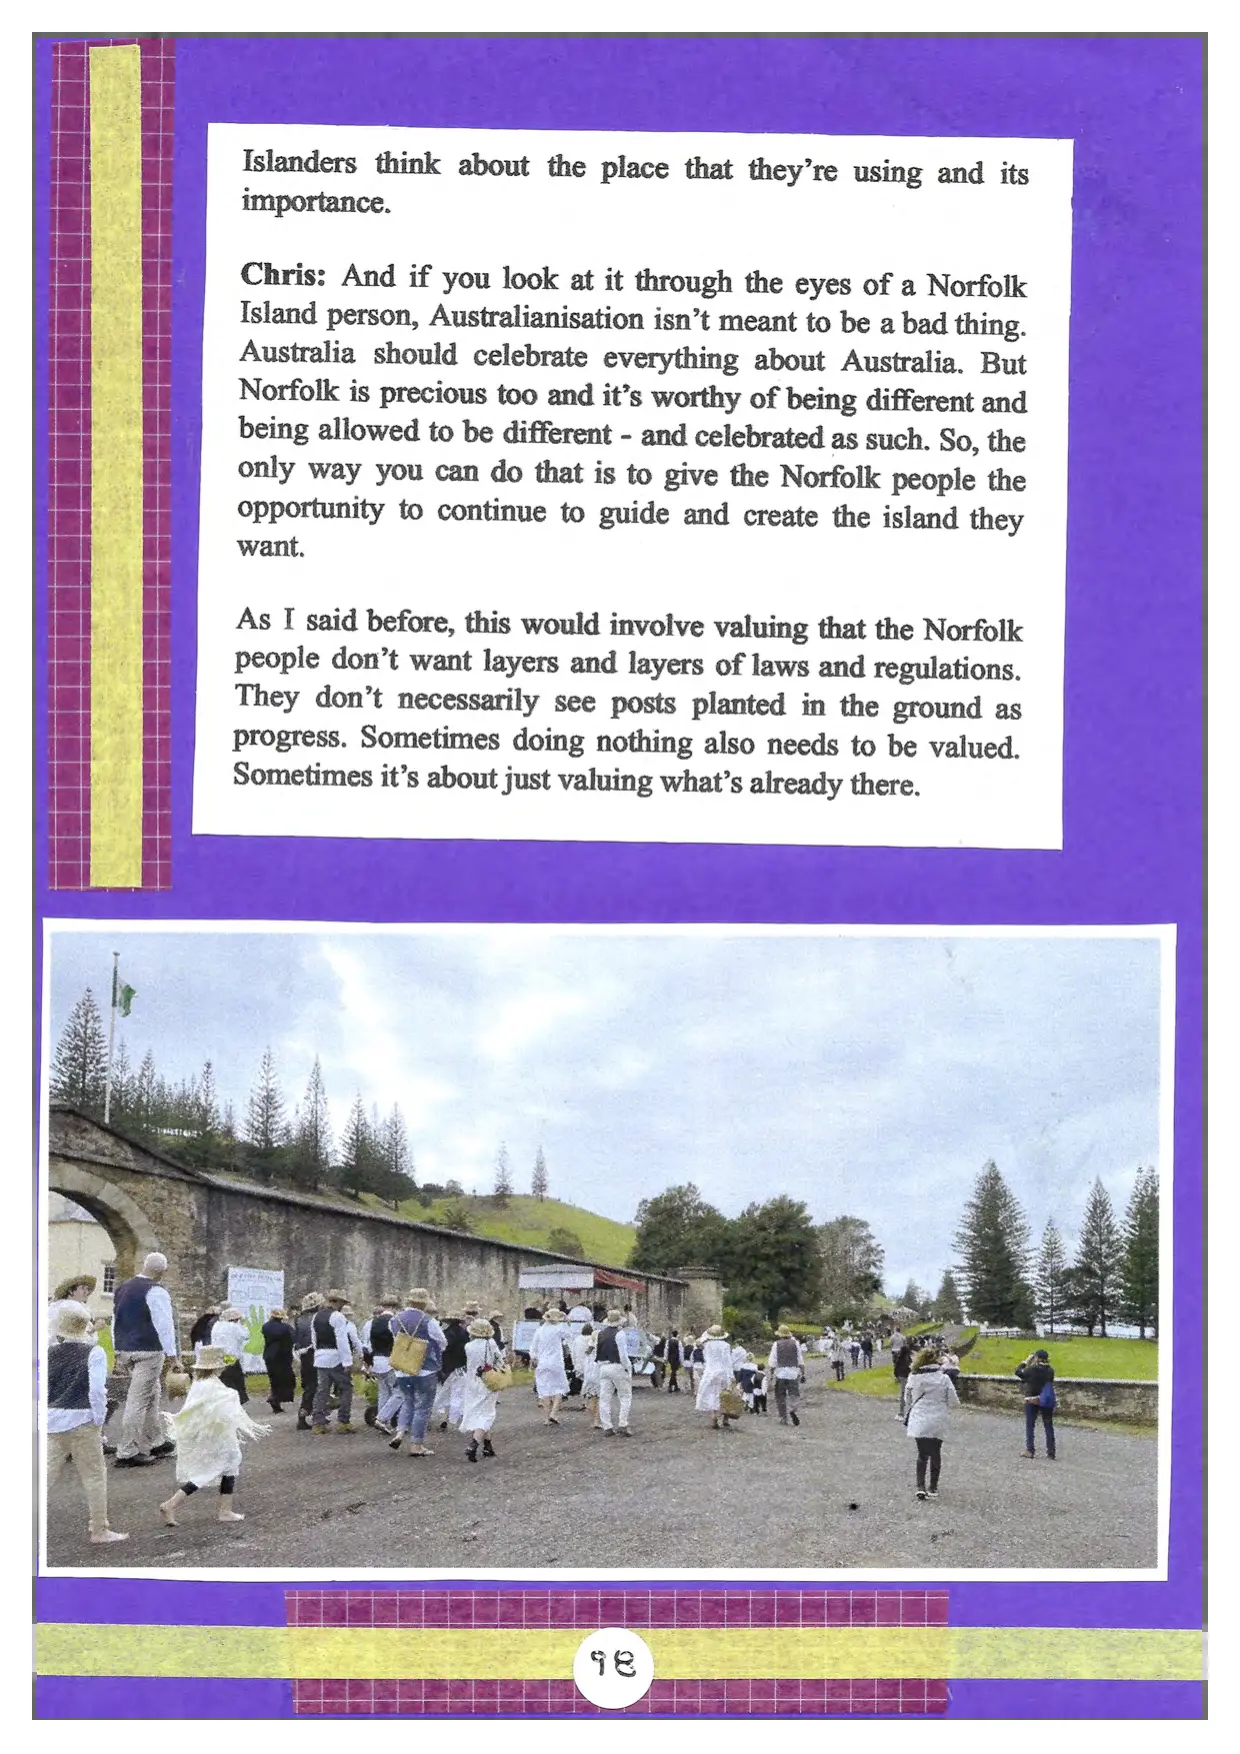 Islanders think about the place that they're using and its
importance.
Chris: And if you look at it through the eyes of a Norfolk
Island person, Australianisation isn't meant to be a bad thing.
Australia should celebrate everything about Australia. But
Norfolk is precious too and it's worthy of being different and
being allowed to be different - and celebrated as such. So, the
only way you can do that is to give the Norfolk people the
opportunity to continue to guide and create the island they
want.
As I said before, this would involve valuing that the Norfolk
people don't want layers and layers of laws and regulations.
They don't necessarily see posts planted in the ground as
progress. Sometimes doing nothing also needs to be valued.
Sometimes it's about just valuing what's already there.
98